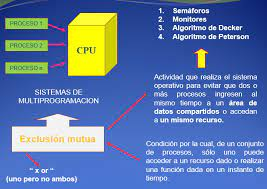 PROCESO 1
PROCESO 2
PROCESO n
CPU
1. Semáforos
2. Monitores
3. Algoritmo de Decker
4. Algoritmo de Peterson
SISTEMAS DE
MULTIPROGRAMACION
Actividad que realiza el sistema
operativo para evitar que dos o
más procesos ingresen al
mismo tiempo a un área de
datos compartidos o accedan
a un mismo recurso.
Exclusión mutua
" x or "
(uno pero no ambos)
Condición por la cual, de un conjunto
de procesos, sólo uno puede
acceder a un recurso dado o realizar
una función dada en un instante de
tiempo.